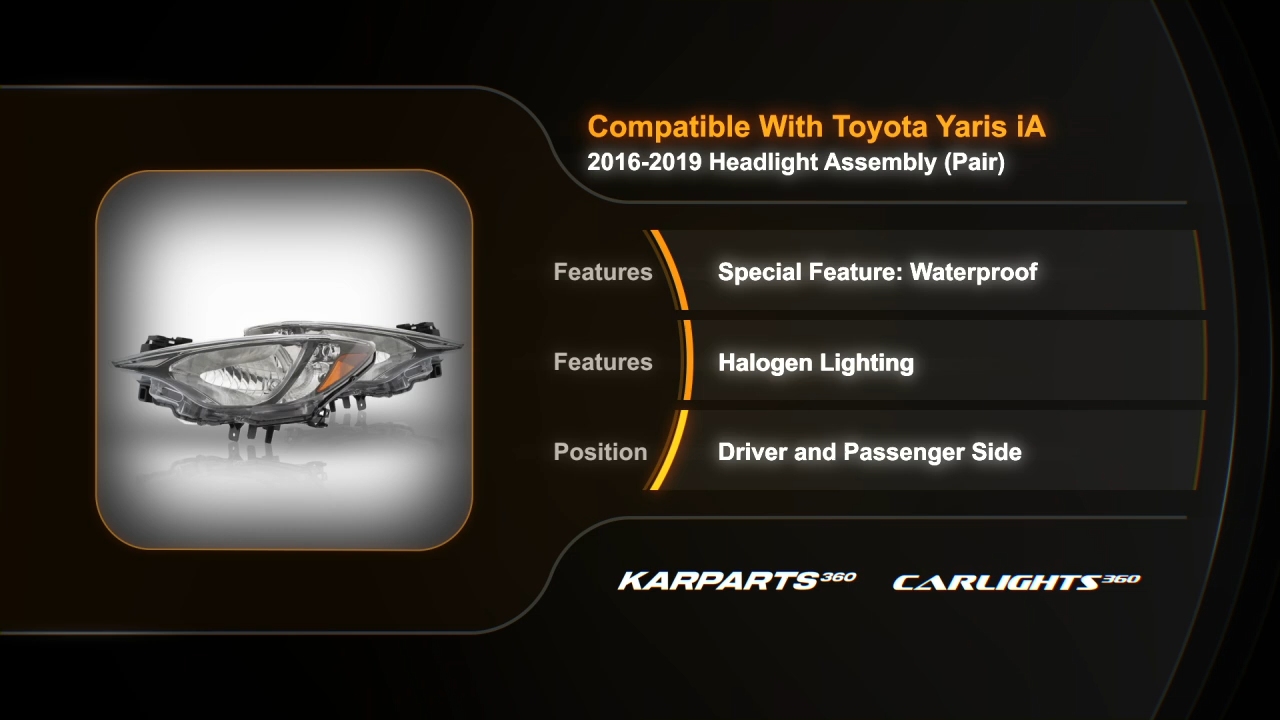 Compatible With Toyota Yaris iA
2016-2019 Headlight Assembly (Pair)
Features Special Feature: Waterproof
Features Halogen Lighting
Position Driver and Passenger Side
KARPARTS360 CARLIGHTS360